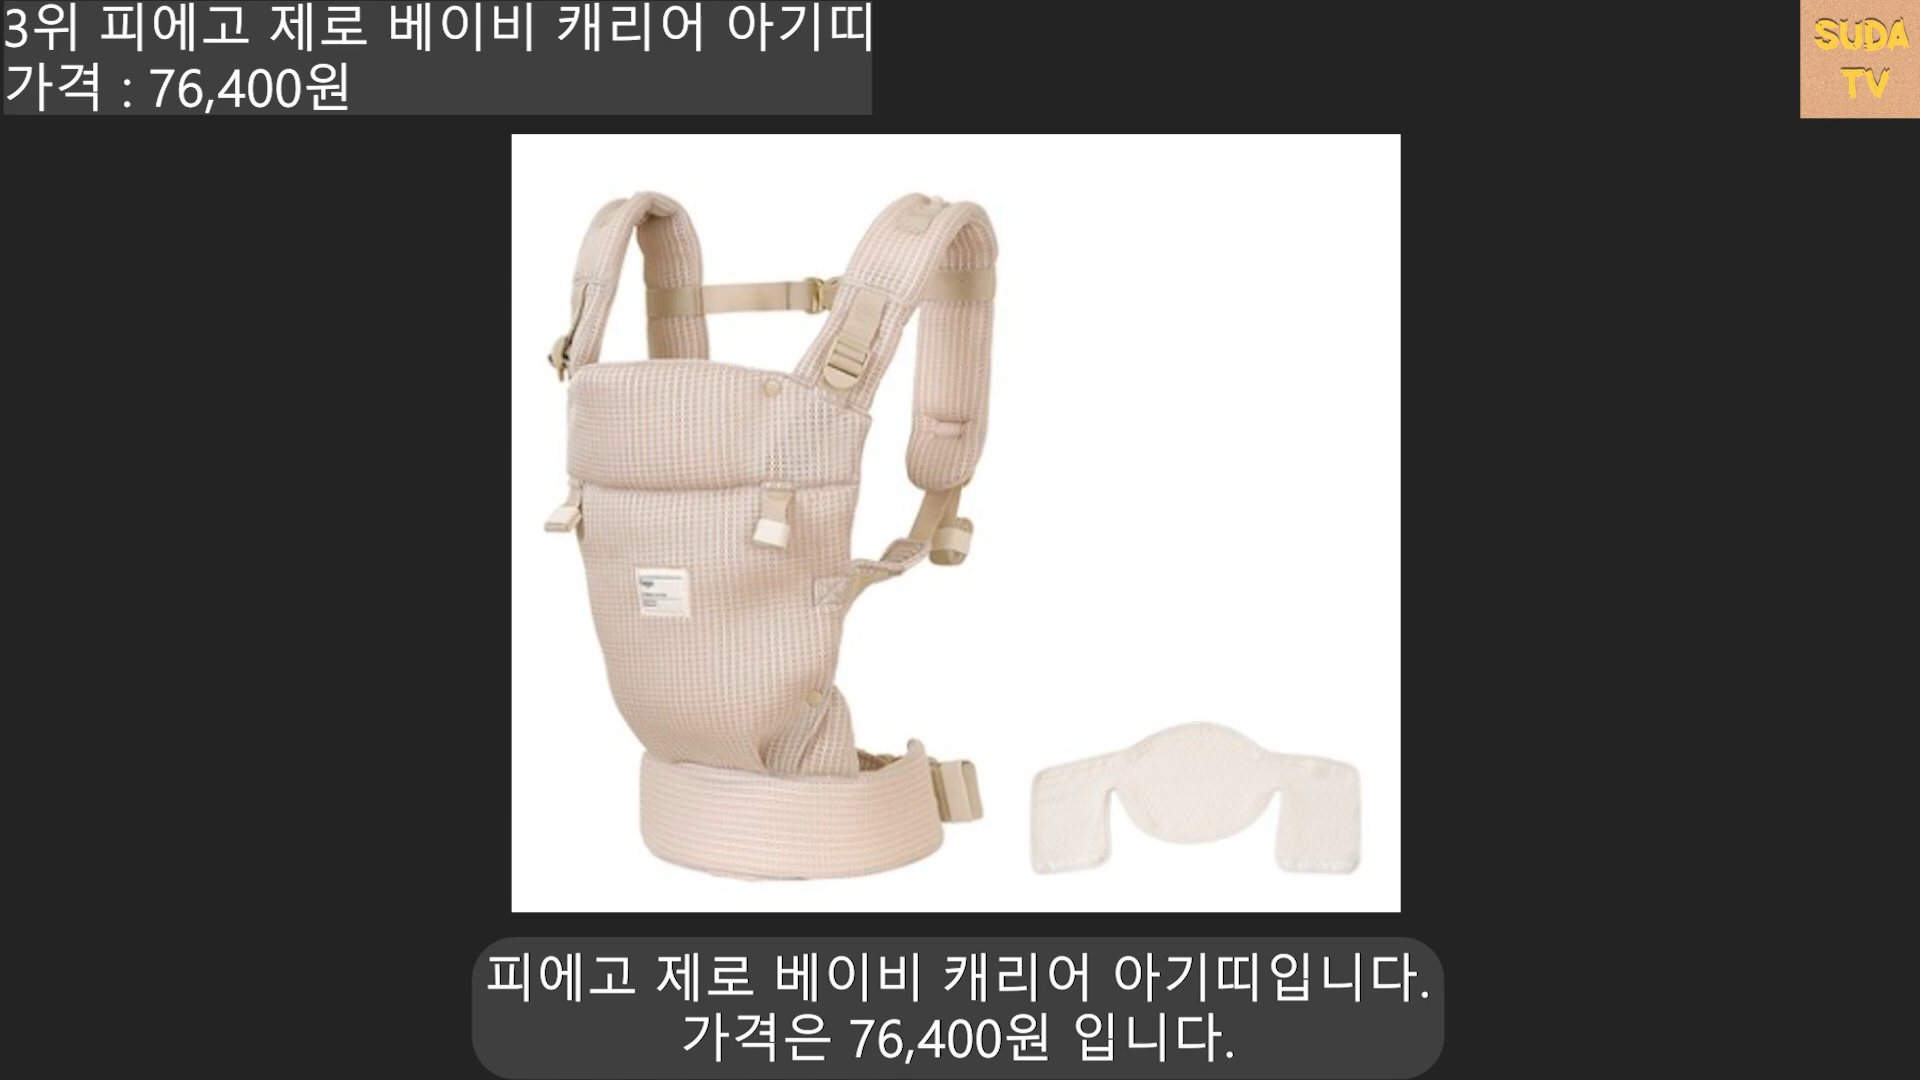 3위 피에고 제로 베이비 캐리어 아기띠
가격 : 76,400원
SUDA
TV
피에고 제로 베이비 캐리어 아기띠입니다.
가격은 76,400원 입니다.